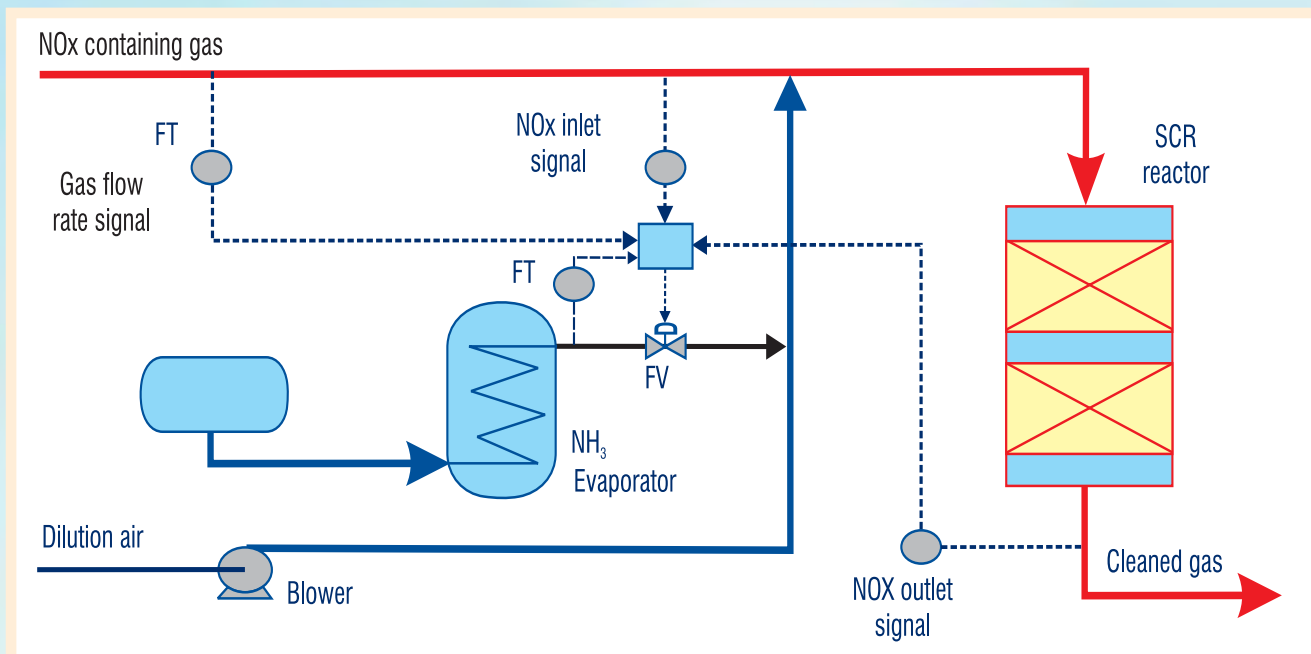 NOx containing gas
FT
Gas flow
rate signal
NOx inlet
signal
SCR
reactor
FT
FV
NH₃
Evaporator
Dilution air
Blower
NOX outlet
signal
Cleaned gas